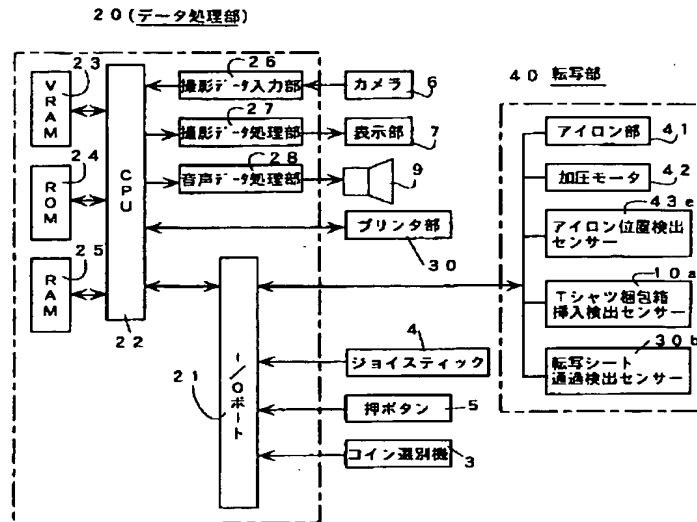 20(データ処理部)
23
VRAM
24
ROM
25
RAM
CPU
22
26
撮影データ入力部
27
撮影データ処理部
28
音声データ処理部
カメラ
6
表示部
7
9
プリンタ部
30
21
I/Oポート
4
ジョイスティック
押ボタン
5
コイン選別機
3
40 転写部
アイロン部
41
加圧モータ
42
43e
アイロン位置検出
センサー
10a
Tシャツ梱包箱
挿入検出センサー
30b
転写シート
通過検出センサー